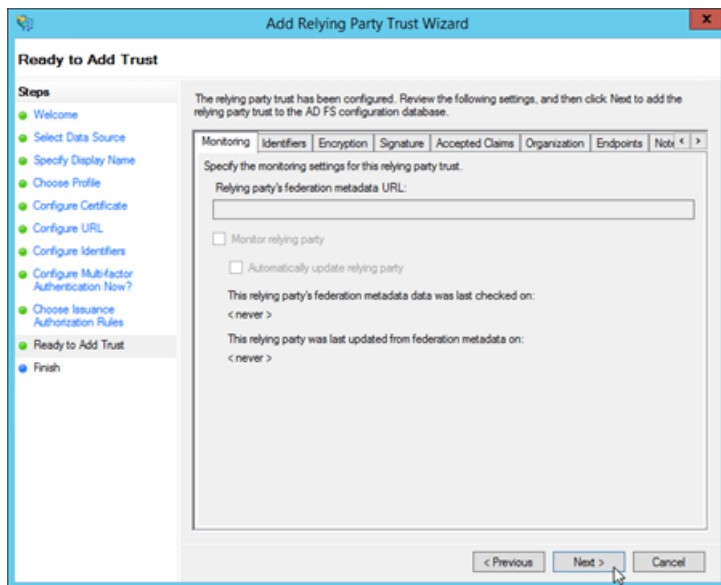 Add Relying Party Trust Wizard
x
Ready to Add Trust
Steps
Welcome
Select Data Source
Specify Display Name
Choose Profile
Configure Certificate
Configure URL
Configure Identifiers
Configure Multi-factor
Authentication Now?
Choose Issuance
Authorization Rules
Ready to Add Trust
Finish
The relying party trust has been configured. Review the following settings, and then click Next to add the
relying party trust to the AD FS configuration database.
Monitoring Identifiers Encryption Signature Accepted Claims Organization Endpoints < >
Specify the monitoring settings for this relying party trust.
Relying party's federation metadata URL:
Monitor relying party
Automatically update relying party
This relying party's federation metadata data was last checked on:
< never >
This relying party was last updated from federation metadata on:
< never >
< Previous Next > Cancel